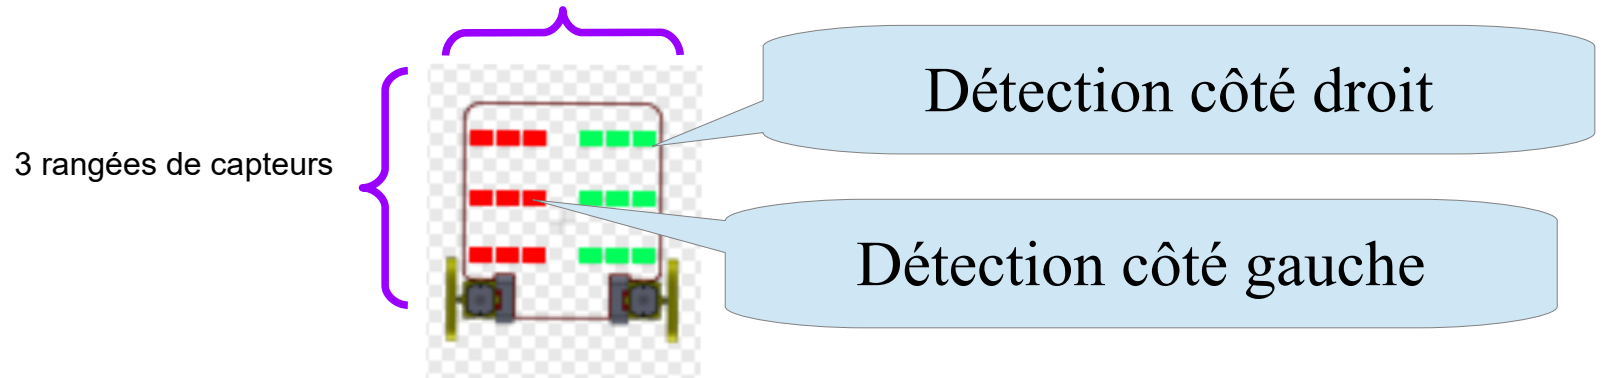 Détection côté droit
3 rangées de capteurs
Détection côté gauche